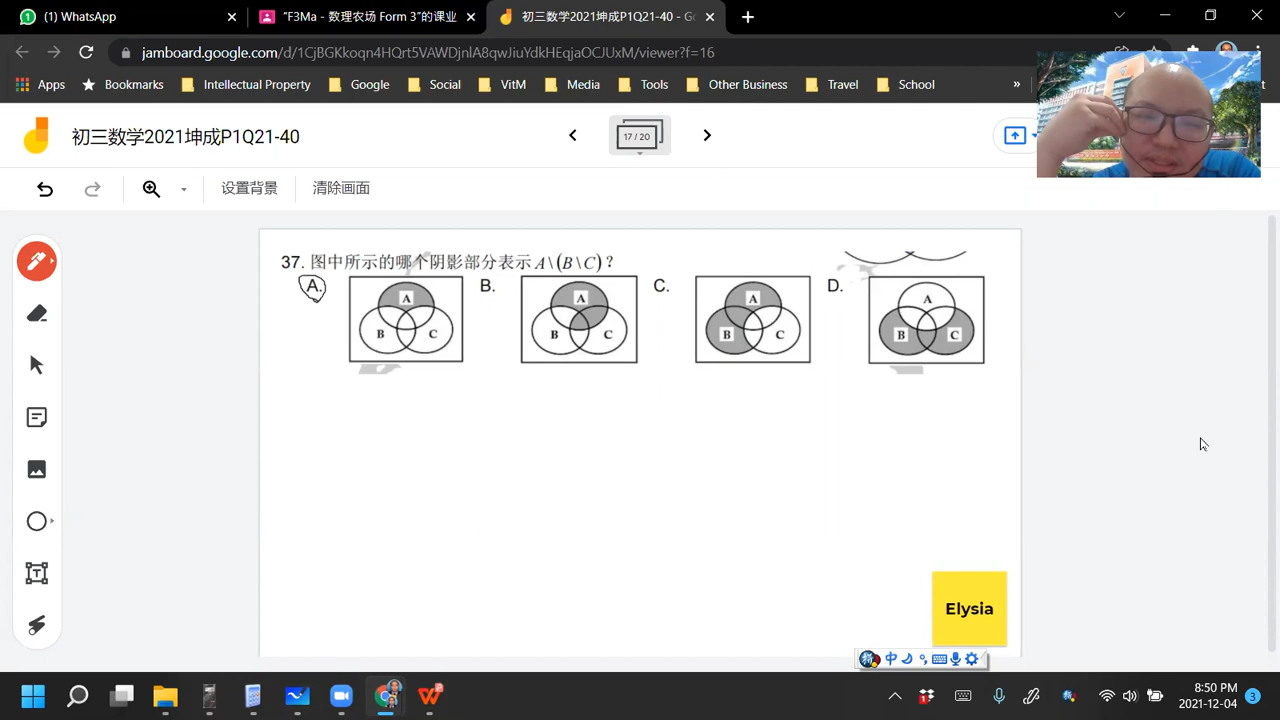 (1) WhatsApp
"F3Ma - 数理农场 Form 3"的课业
初三数学2021坤成P1Q21-40 - Go
jamboard.google.com/d/1CjBGKkoqn4HQrt5VAWDjnlA8qwJiuYdkHEqjaOCJUxM/viewer?f=16
Apps Bookmarks Intellectual Property Google Social VitM Media Tools Other Business Travel School
初三数学2021坤成P1Q21-40
17 / 20
设置背景
清除画面
37. 图中所示的哪个阴影部分表示 A\(B\C)?
A. B. C. D.
A B C
A B C
A B C
A B C
Elysia
中
8:50 PM
2021-12-04
3